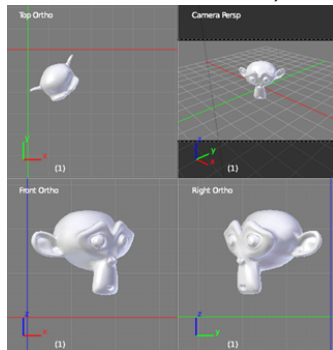 Top Ortho
Camera Persp
y
x
(1)
z
y
x
(1)
Front Ortho
Right Ortho
z
x
(1)
z
y
(1)